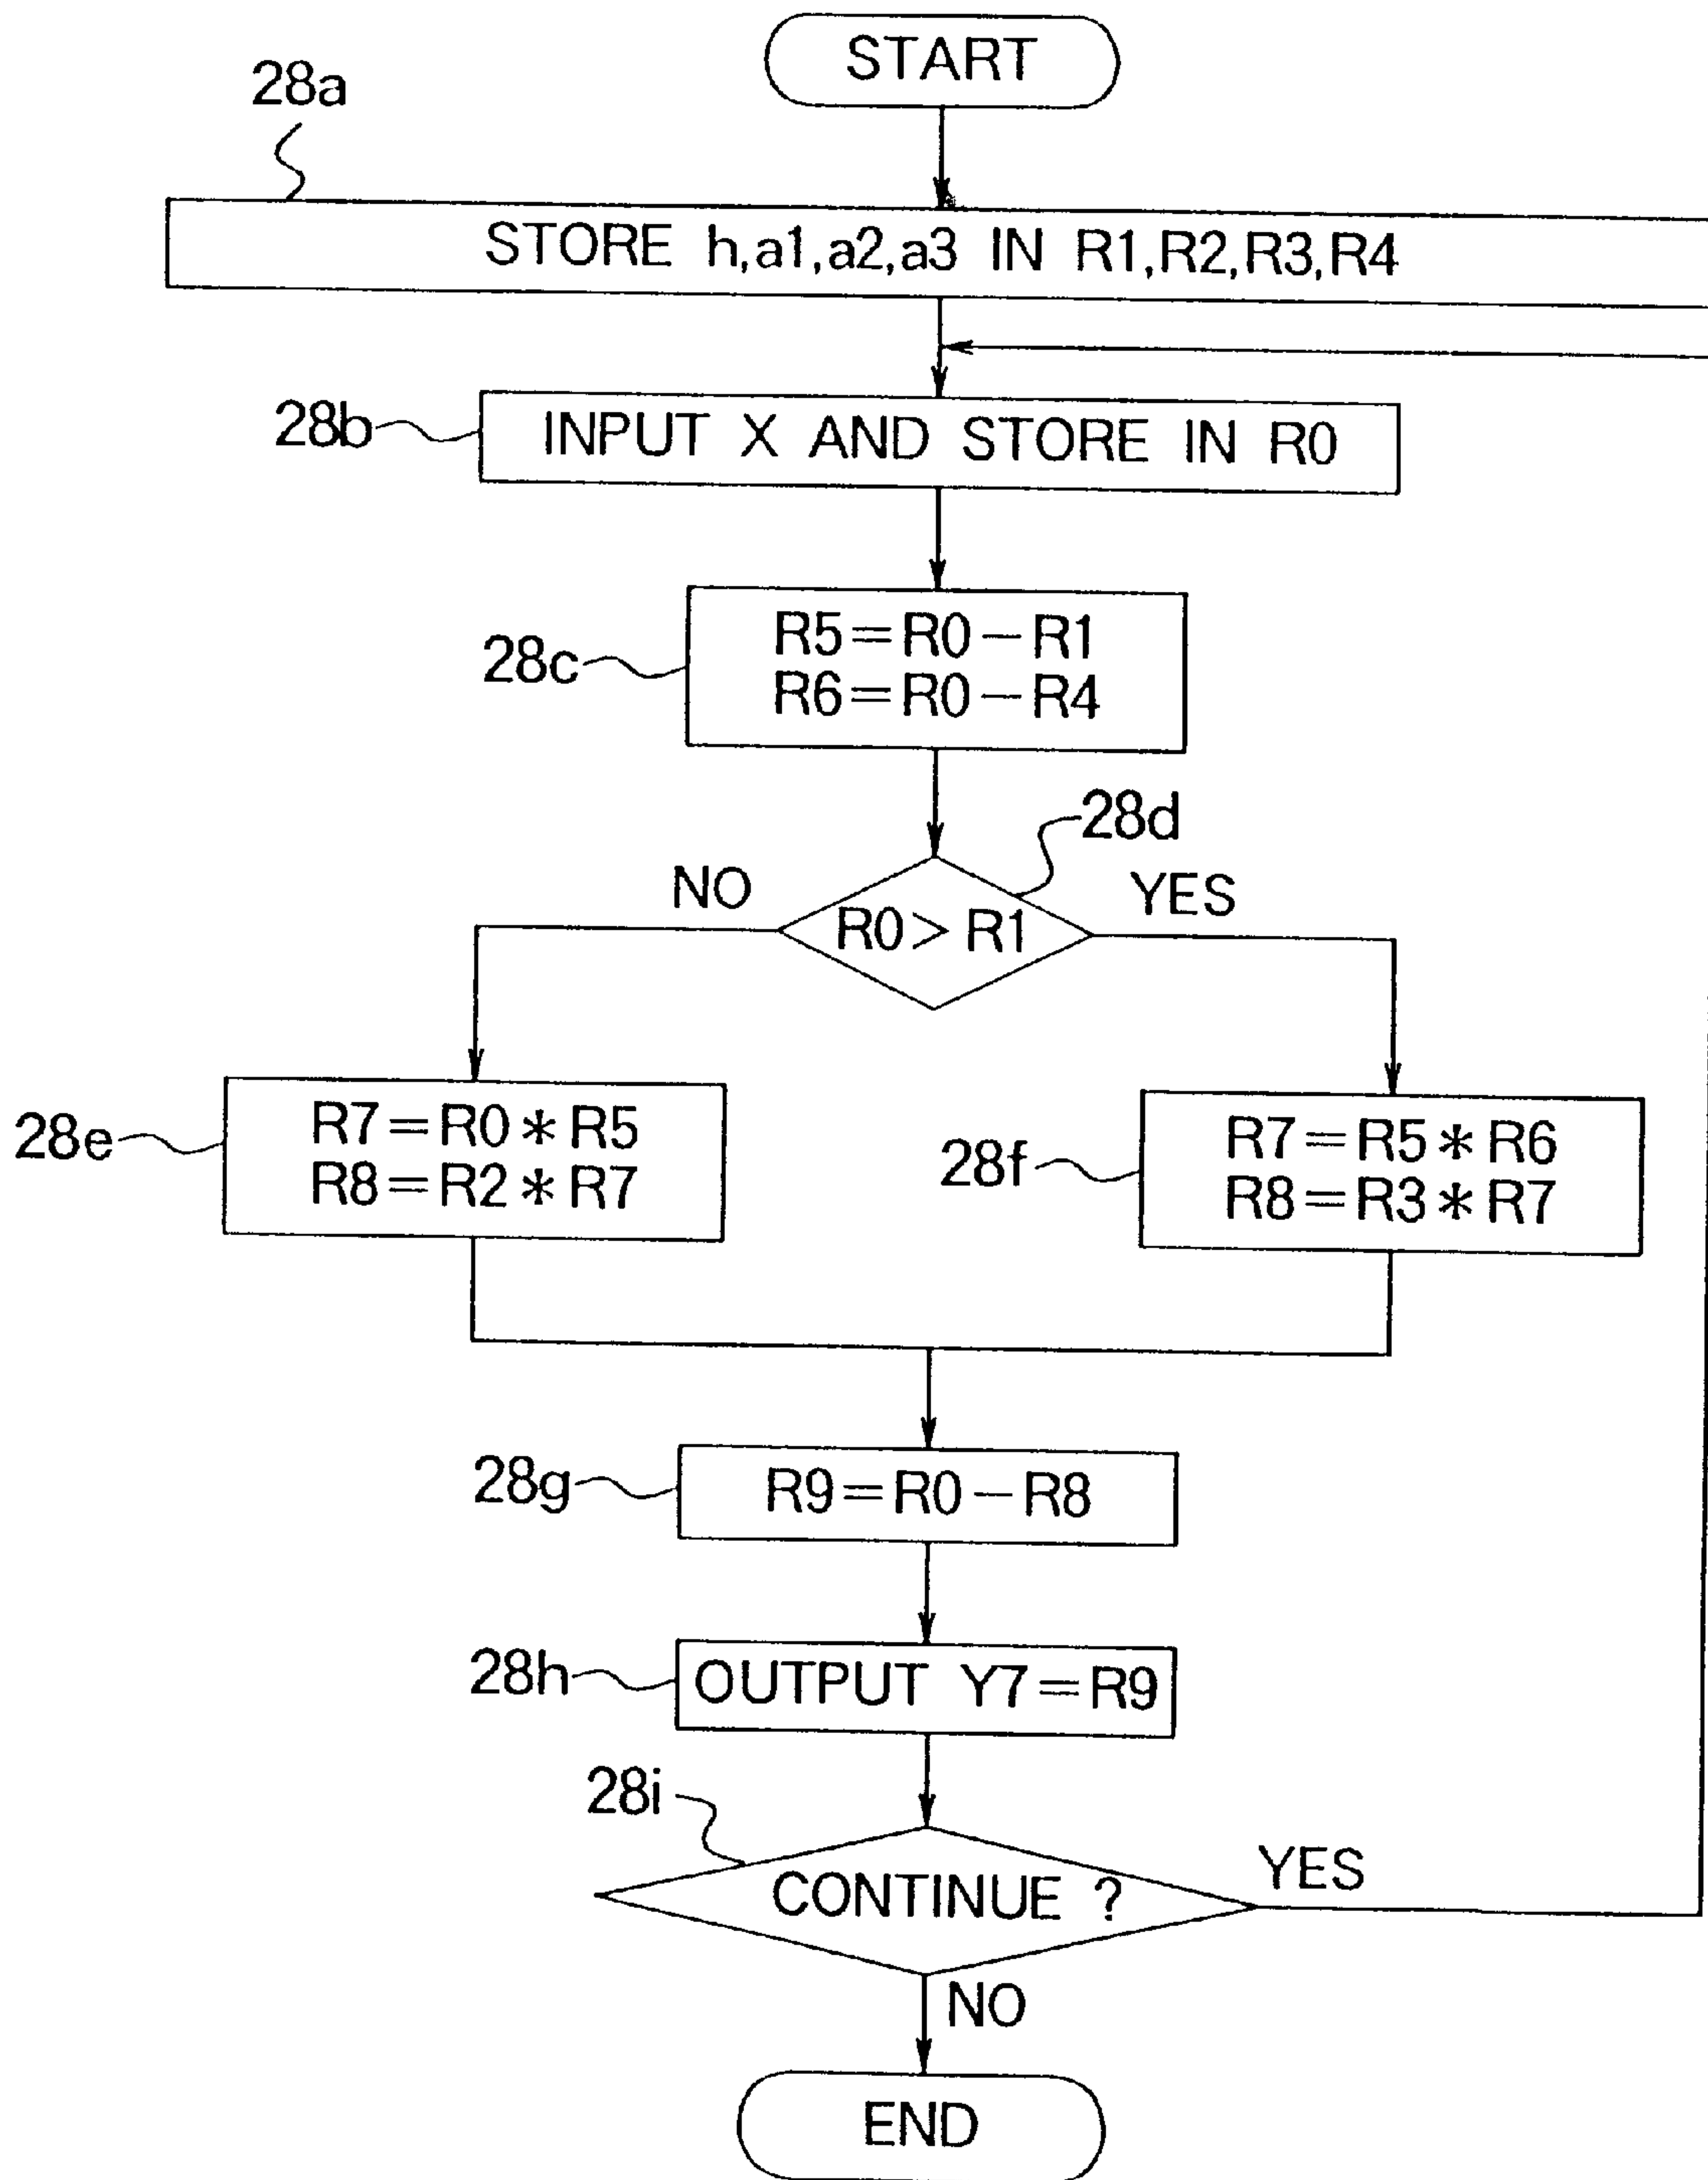 START
28a
STORE h,a1,a2,a3 IN R1,R2,R3,R4
28b
INPUT X AND STORE IN R0
28c
R5=R0-R1
R6=R0-R4
28d
NO
YES
R0>R1
28e
R7=R0*R5
R8=R2*R7
28f
R7=R5*R6
R8=R3*R7
28g
R9=R0-R8
28h
OUTPUT Y7=R9
28i
CONTINUE ?
YES
NO
END